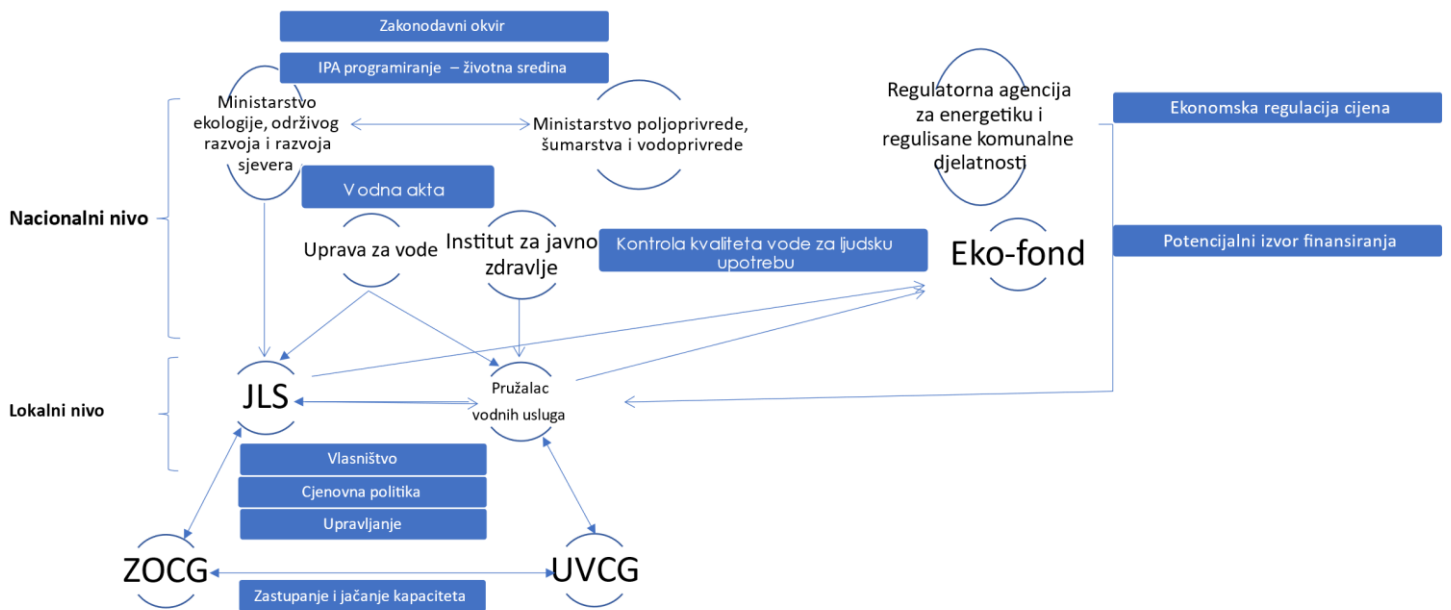 Zakonodavni okvir
IPA programiranje – životna sredina
Ministarstvo
ekologije, održivog
razvoja i razvoja
sjevera
Ministarstvo poljoprivrede,
šumarstva i vodoprivrede
Regulatorna agencija
za energetiku i
regulisane komunalne
djelatnosti
Ekonomska regulacija cijena
Nacionalni nivo
Vodna akta
Uprava za vode
Institut za javno
zdravlje
Kontrola kvaliteta vode za ljudsku
upotrebu
Eko-fond
Potencijalni izvor finansiranja
Lokalni nivo
JLS
Pružalac
vodnih usluga
Vlasništvo
Cjenovna politika
Upravljanje
ZOCG
UVCG
Zastupanje i jačanje kapaciteta